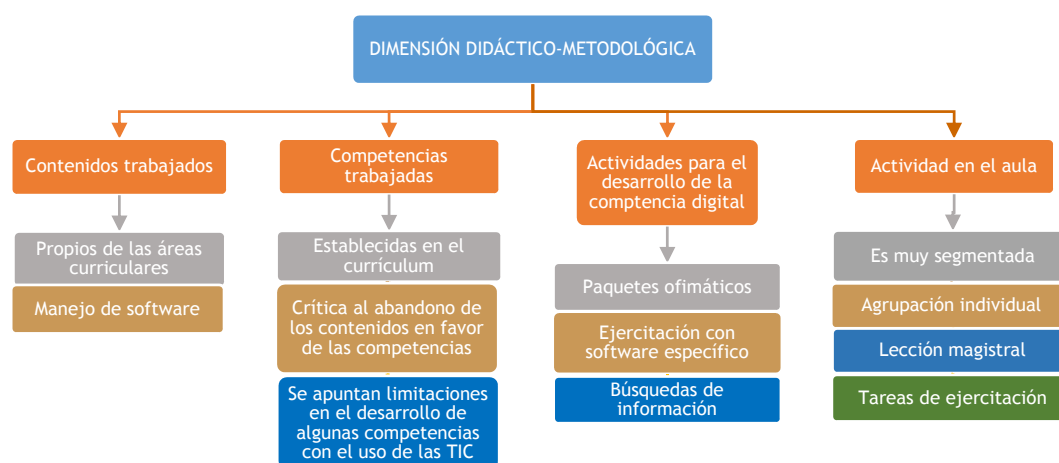 DIMENSIÓN DIDÁCTICO-METODOLÓGICA
Contenidos trabajados
Propios de las áreas
curriculares
Manejo de software
Competencias
trabajadas
Establecidas en el
currículum
Crítica al abandono de
los contenidos en favor
de las competencias
Se apuntan limitaciones
en el desarrollo de
algunas competencias
con el uso de las TIC
Actividades para el
desarrollo de la
comptencia digital
Paquetes ofimáticos
Ejercitación con
software específico
Búsquedas de
información
Actividad en el aula
Es muy segmentada
Agrupación individual
Lección magistral
Tareas de ejercitación